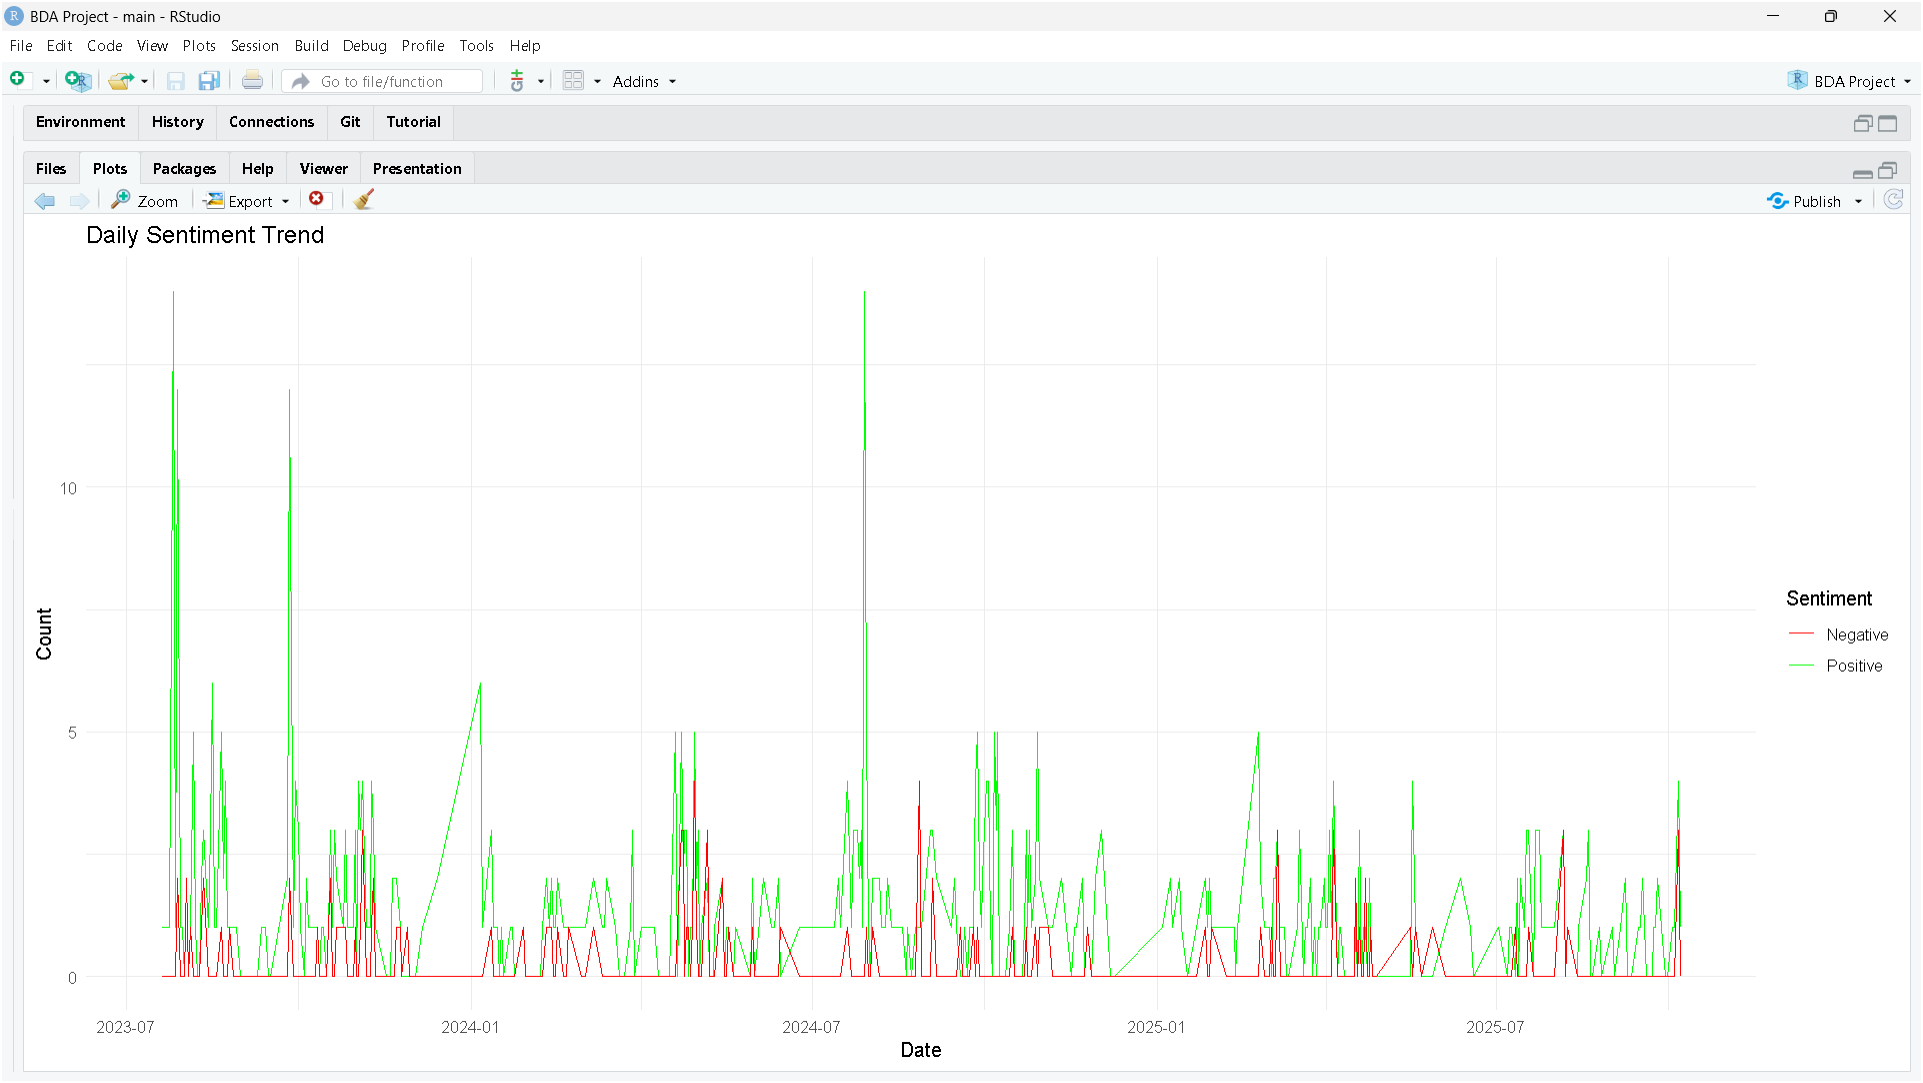 BDA Project - main - RStudio
File Edit Code View Plots Session Build Debug Profile Tools Help
Go to file/function Addins BDA Project
Environment History Connections Git Tutorial
Files Plots Packages Help Viewer Presentation
Zoom Export Publish
Daily Sentiment Trend
10
5
0
Count
2023-07 2024-01 2024-07 2025-01 2025-07
Date
Sentiment
Negative
Positive